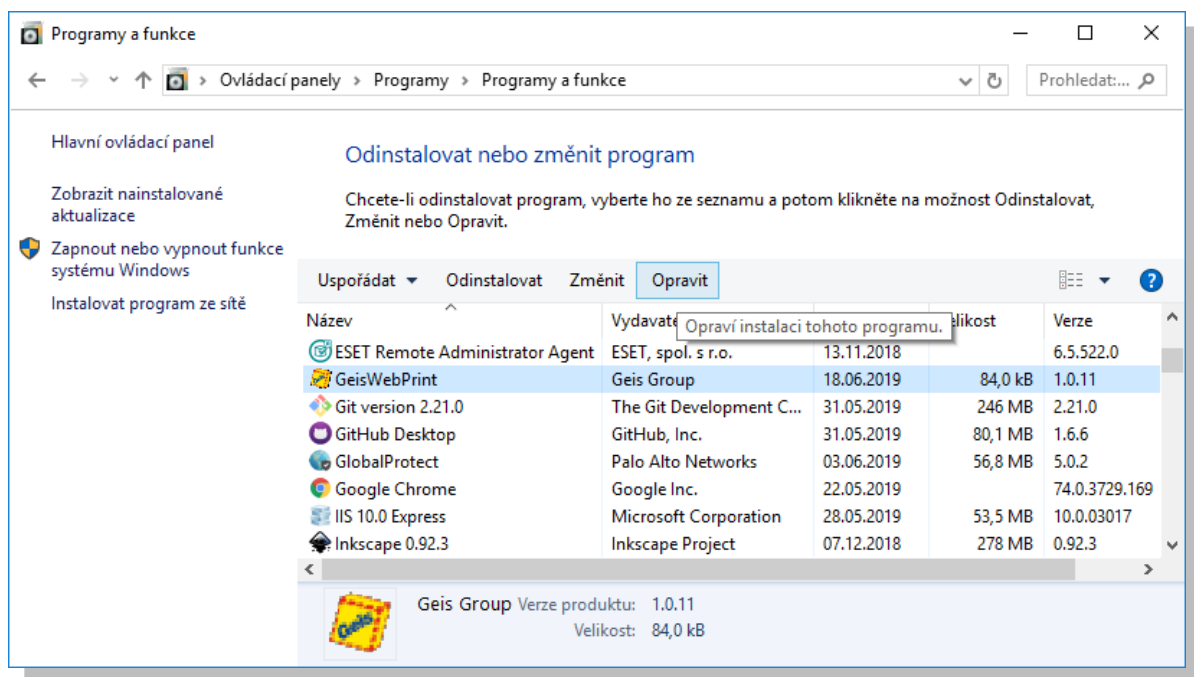 Programy a funkce
Ovládací panely > Programy > Programy a funkce
Prohledat:...
Hlavní ovládací panel
Zobrazit nainstalované
aktualizace
Zapnout nebo vypnout funkce
systému Windows
Instalovat program ze sítě
Odinstalovat nebo změnit program
Chcete-li odinstalovat program, vyberte ho ze seznamu a potom klikněte na možnost Odinstalovat,
Změnit nebo Opravit.
Uspořádat Odinstalovat Změnit Opravit
Opraví instalaci tohoto programu.
Název Vydavate elikost Verze
ESET Remote Administrator Agent ESET, spol. s r.o. 13.11.2018 6.5.522.0
GeisWebPrint Geis Group 18.06.2019 84,0 kB 1.0.11
Git version 2.21.0 The Git Development C... 31.05.2019 246 MB 2.21.0
GitHub Desktop GitHub, Inc. 31.05.2019 80,1 MB 1.6.6
GlobalProtect Palo Alto Networks 03.06.2019 56,8 MB 5.0.2
Google Chrome Google Inc. 22.05.2019 74.0.3729.169
IIS 10.0 Express Microsoft Corporation 28.05.2019 53,5 MB 10.0.03017
Inkscape 0.92.3 Inkscape Project 07.12.2018 278 MB 0.92.3
Geis Group Verze produktu: 1.0.11
Velikost: 84,0 kB
Geis